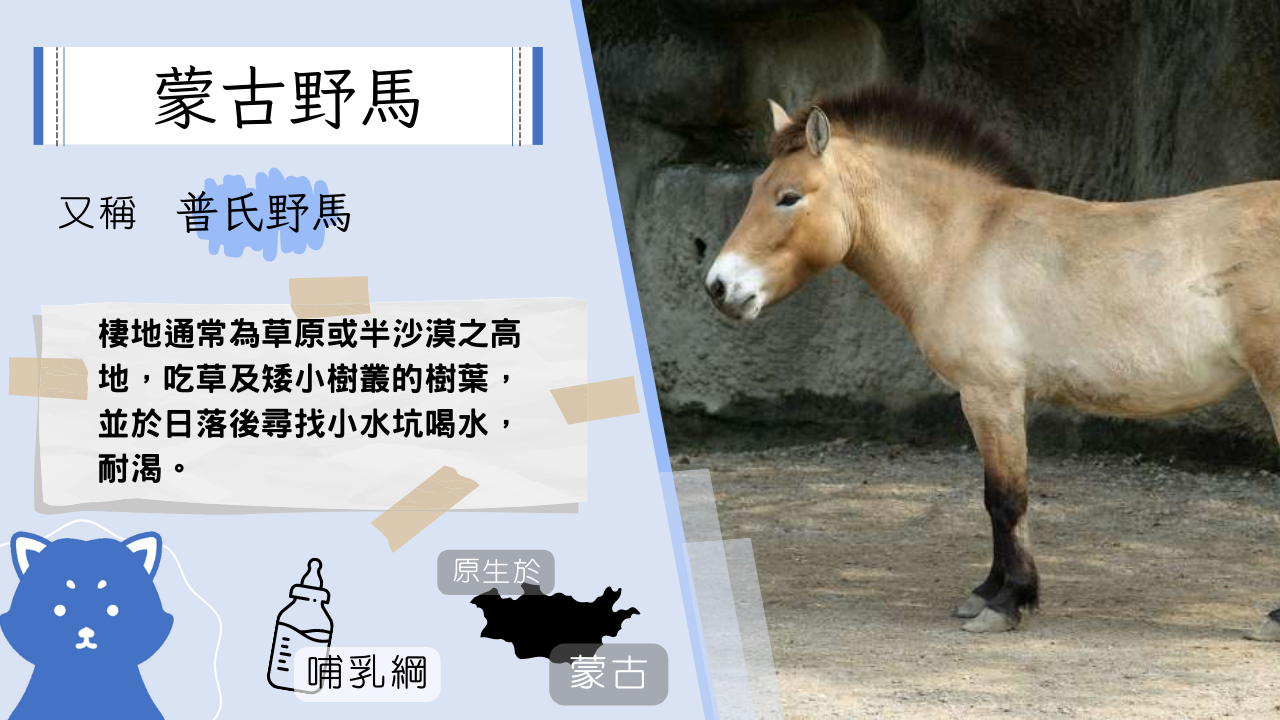 蒙古野馬
又稱 普氏野馬
棲地通常為草原或半沙漠之高
地，吃草及矮小樹叢的樹葉，
並於日落後尋找小水坑喝水，
耐渴。
原生於
哺乳綱
蒙古